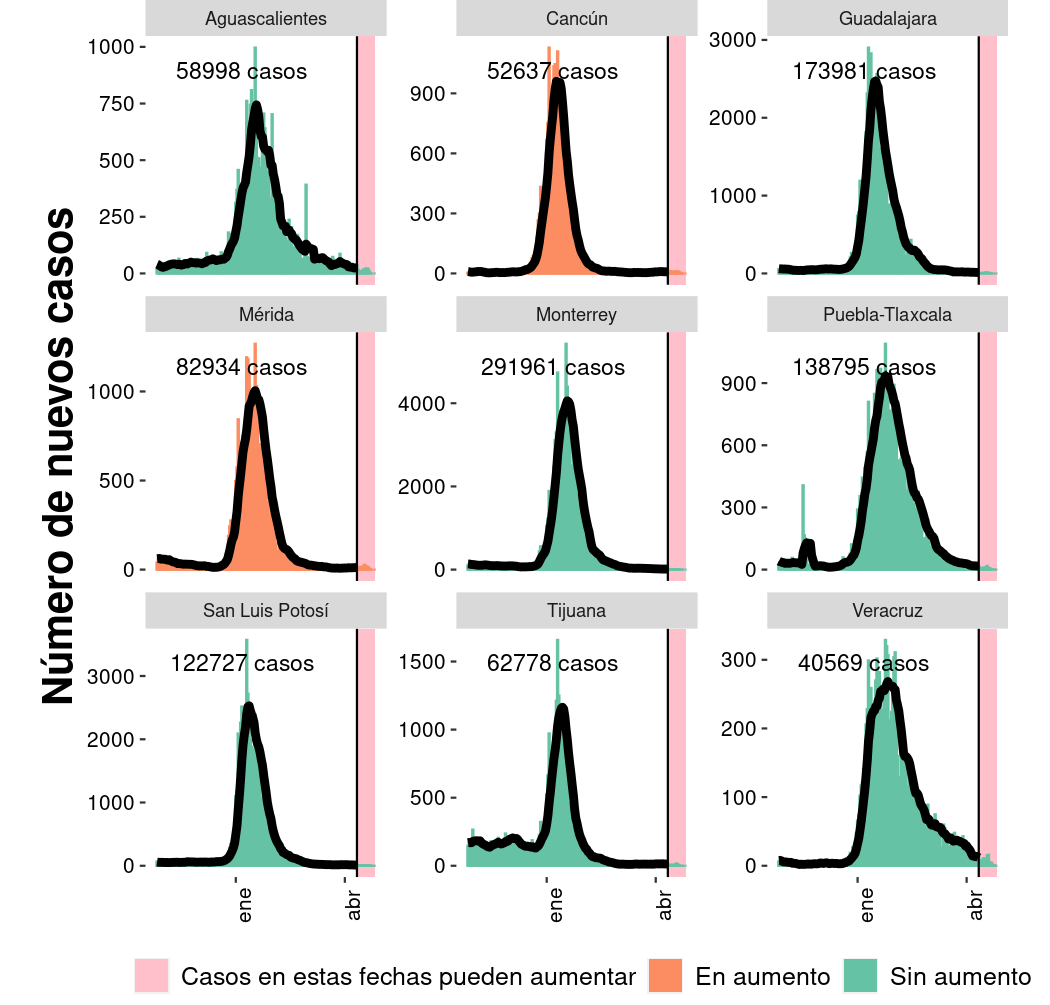 Número de nuevos casos
Aguascalientes
58998 casos
1000
750
500
250
0
Cancún
52637 casos
900
600
300
0
Guadalajara
173981 casos
3000
2000
1000
0
Mérida
82934 casos
1000
500
0
Monterrey
291961 casos
4000
2000
0
Puebla-Tlaxcala
138795 casos
900
600
300
0
San Luis Potosí
122727 casos
3000
2000
1000
0
ene
abr
Tijuana
62778 casos
1500
1000
500
0
ene
abr
Veracruz
40569 casos
300
200
100
0
ene
abr
Casos en estas fechas pueden aumentar
En aumento
Sin aumento